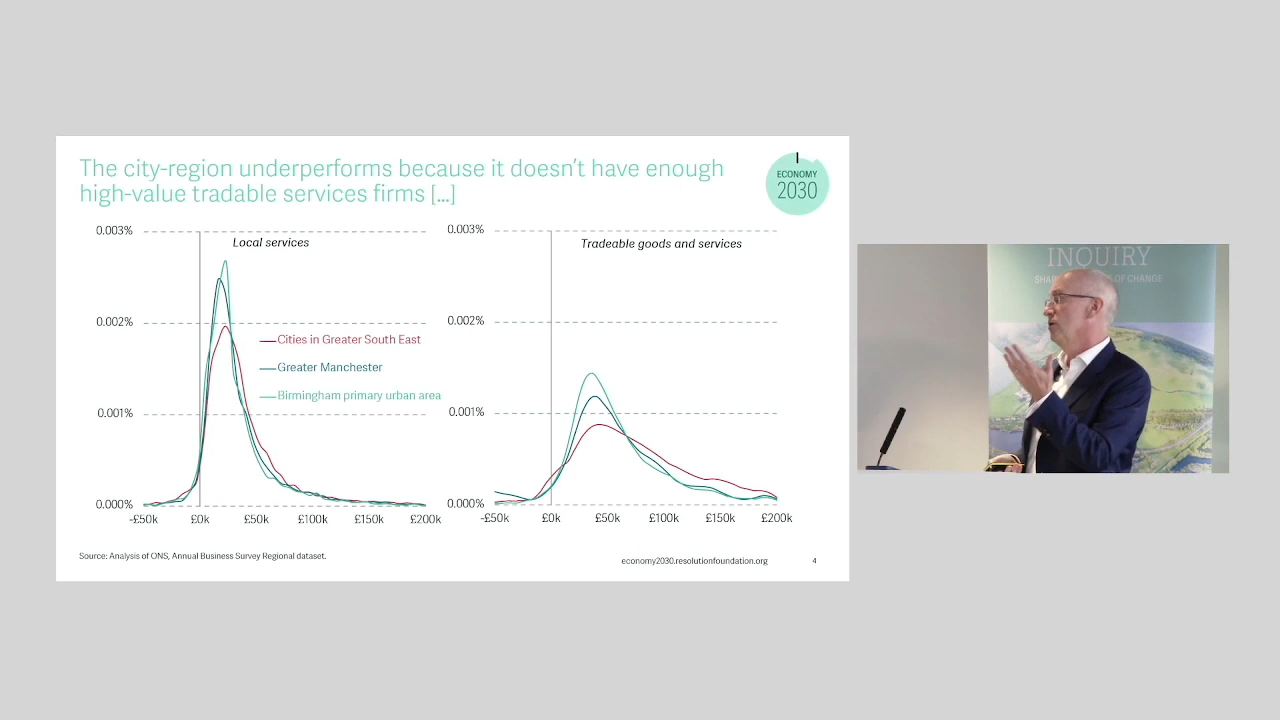 The city-region underperforms because it doesn't have enough
high-value tradable services firms [...]
ECONOMY
2030
0.003%
Local services
0.002%
Cities in Greater South East
Greater Manchester
Birmingham primary urban area
0.001%
0.000%
-£50k £0k £50k £100k £150k £200k
0.003%
Tradeable goods and services
0.002%
0.001%
0.000%
-£50k £0k £50k £100k £150k £200k
Source: Analysis of ONS, Annual Business Survey Regional dataset.
economy2030.resolutionfoundation.org
4
INQUIRY
OF CHANGE